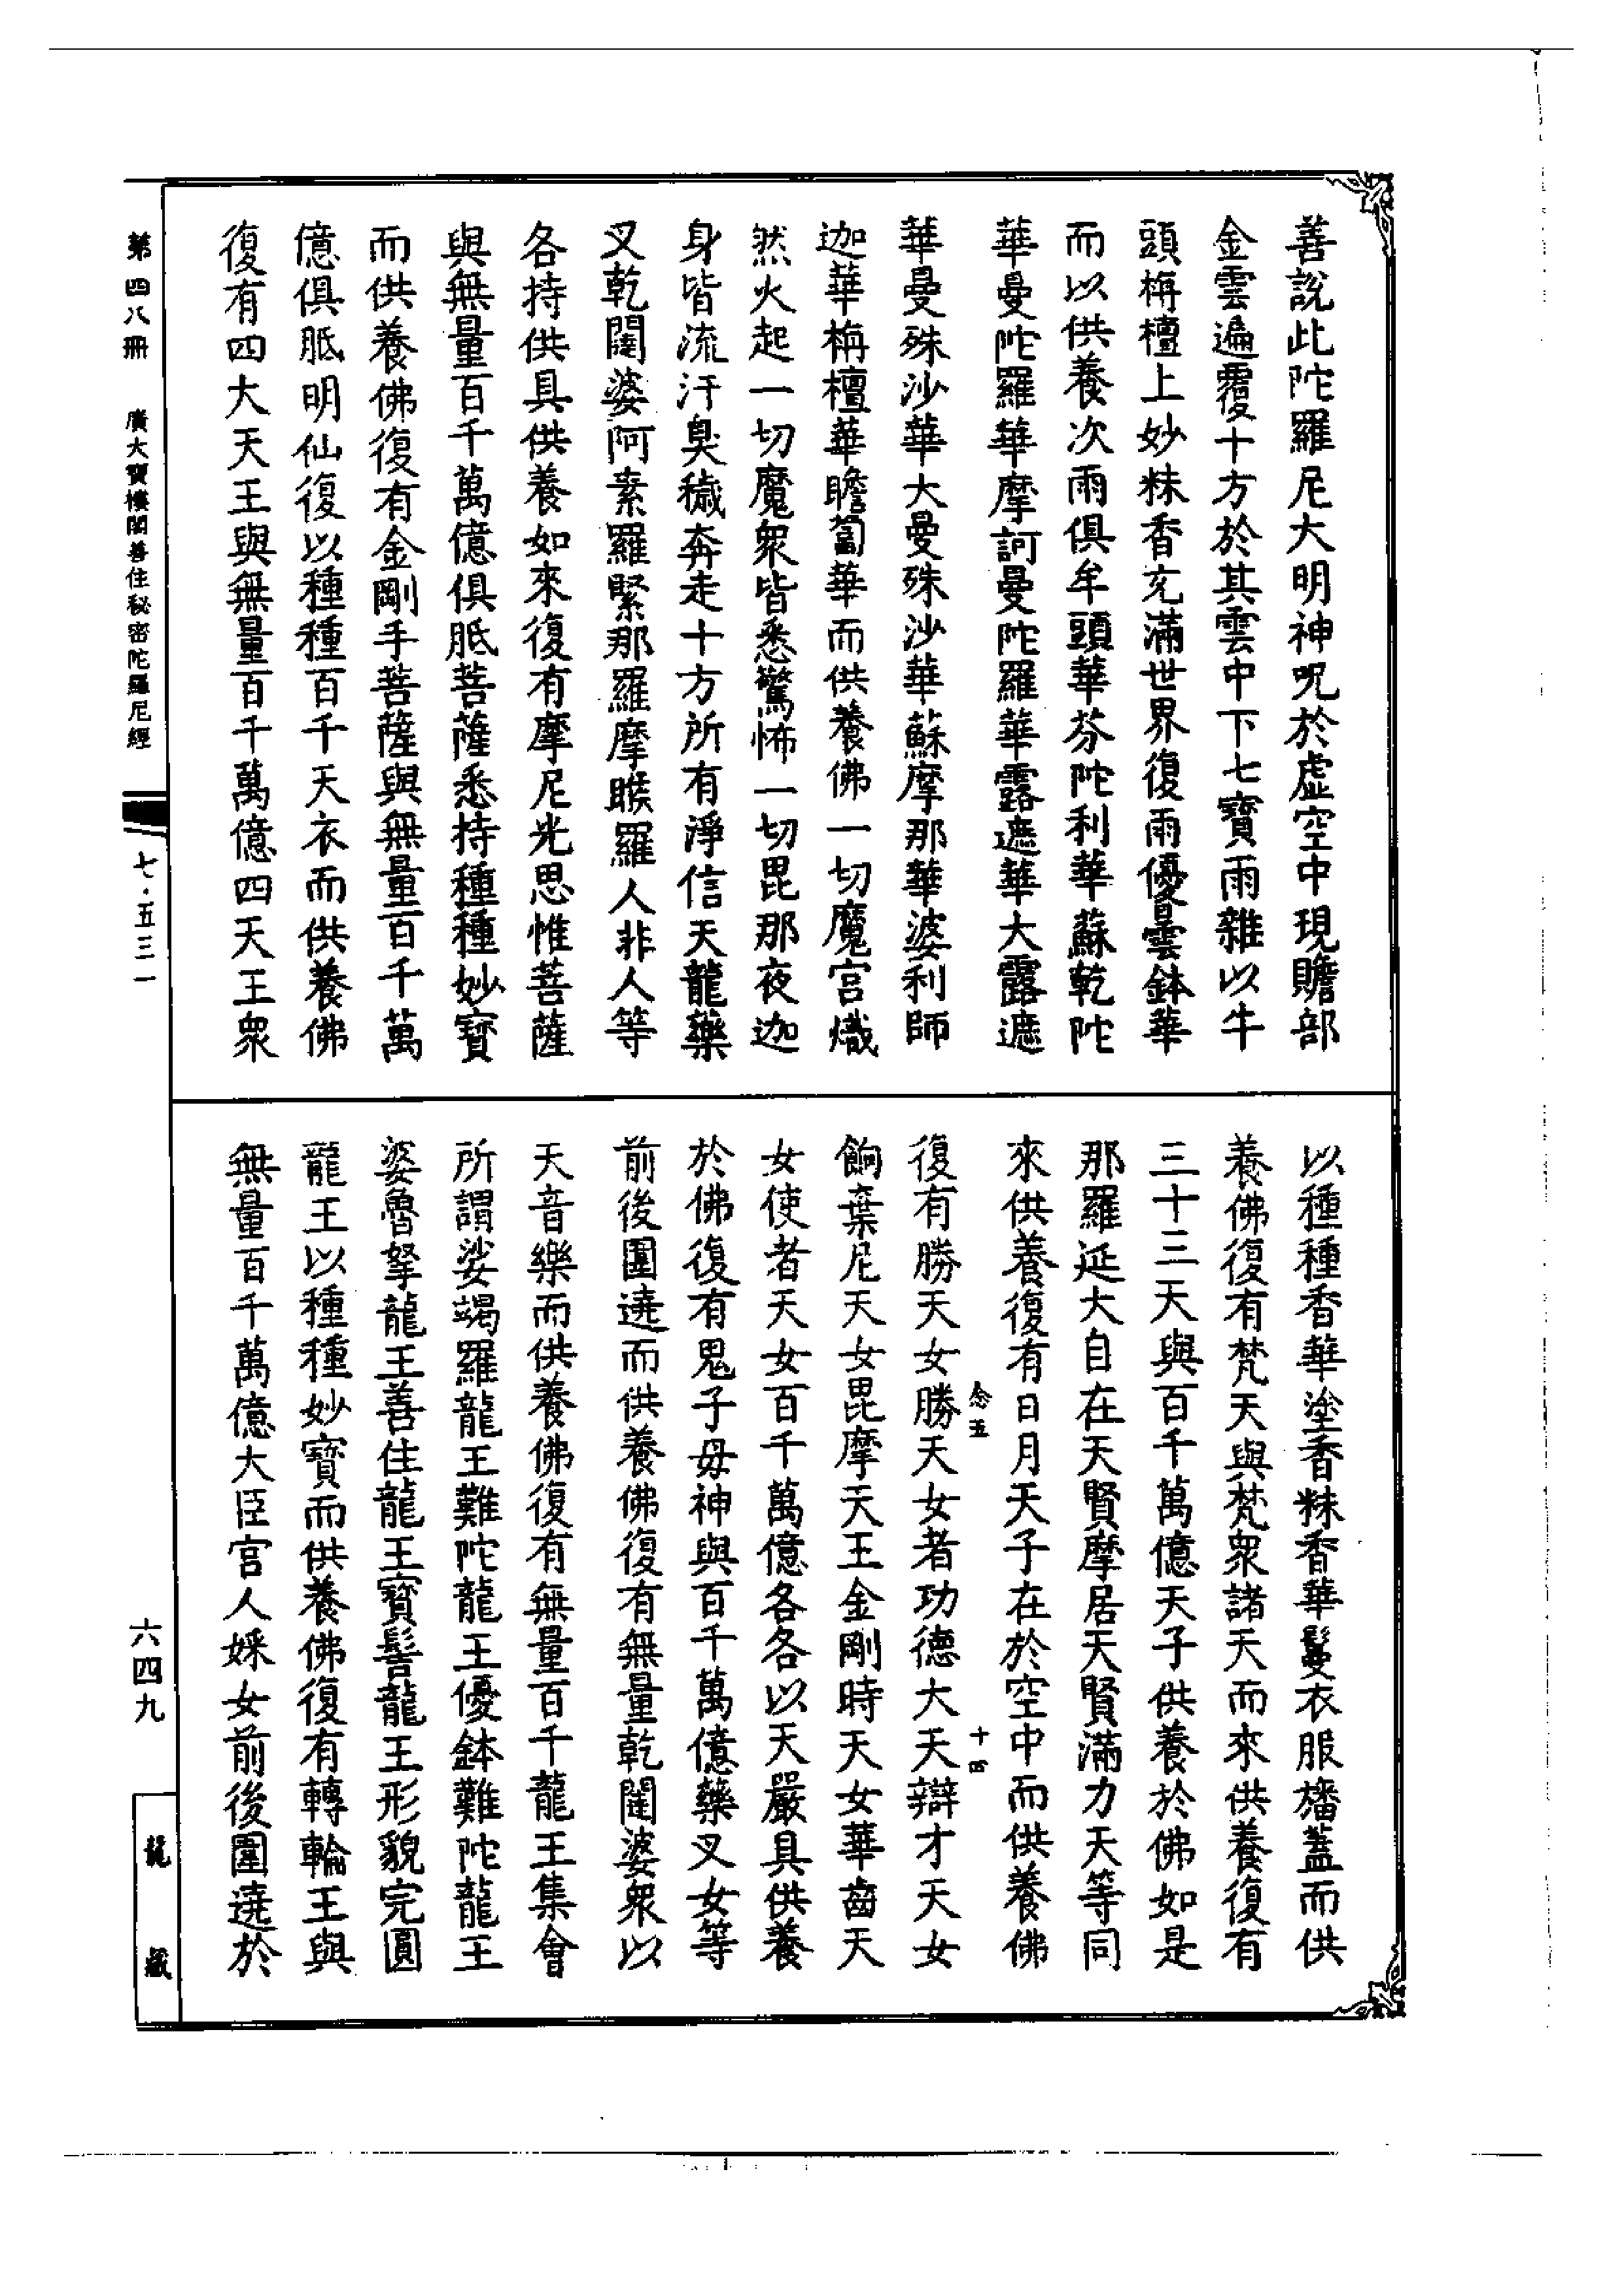 善說此陀羅尼大明神呪於虛空中現贍部
金雲遍覆十方於其雲中下七寶雨雜以牛
頭栴檀上妙粖香充滿世界復雨優曇鉢華
而以供養次雨俱牟頭華芬陀利華蘇乾陀
華曼陀羅華摩訶曼陀羅華露遮華大露遮
華曼殊沙華大曼殊沙華蘇摩那華婆利師
迦華栴檀華瞻蔔華而供養佛一切魔宮熾
然火起一切魔衆皆悉驚怖一切毘那夜迦
身皆流汗臭穢奔走十方所有淨信天龍藥
叉乾闥婆阿素羅緊那羅摩睺羅人非人等
各持供具供養如來復有摩尼光思惟菩薩
與無量百千萬億俱胝菩薩悉持種種妙寶
而供養佛復有金剛手菩薩與無量百千萬
億俱胝明仙復以種種百千天衣而供養佛
復有四大天王與無量百千萬億四天王衆
以種種香華塗香粖香華鬘衣服旛蓋而供
養佛復有梵天與梵衆諸天而來供養復有
三十三天與百千萬億天子供養於佛如是
那羅延大自在天賢摩居天賢滿力天等同
來供養復有日月天子在於空中而供養佛
念五 十四
復有勝天女勝天女者功德大天辯才天女
餉棄尼天女毘摩天王金剛時天女華齒天
女使者天女百千萬億各各以天嚴具供養
於佛復有鬼子母神與百千萬億藥叉女等
前後圍遶而供養佛復有無量乾闥婆衆以
天音樂而供養佛復有無量百千龍王集會
所謂娑竭羅龍王難陀龍王優鉢難陀龍王
婆魯拏龍王善住龍王寶髻龍王形貌完圓
龍王以種種妙寶而供養佛復有轉輪王與
無量百千萬億大臣宮人婇女前後圍遶於
第四八冊 廣大寶樓閣善住秘密陀羅尼經
七·五三一
六四九
龍藏